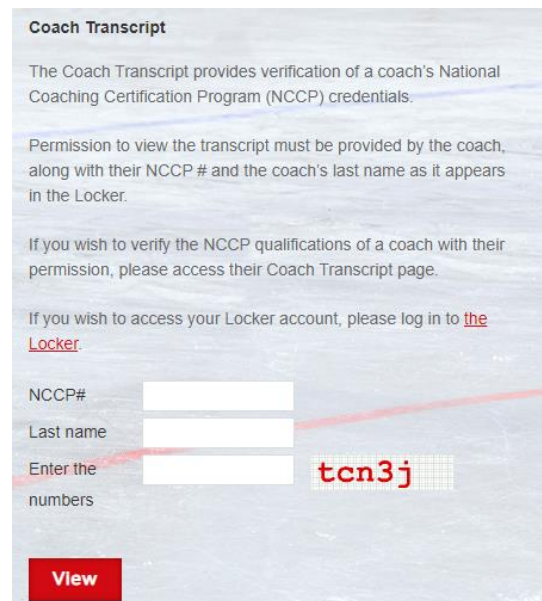 Coach Transcript
The Coach Transcript provides verification of a coach's National
Coaching Certification Program (NCCP) credentials.
Permission to view the transcript must be provided by the coach,
along with their NCCP # and the coach's last name as it appears
in the Locker.
If you wish to verify the NCCP qualifications of a coach with their
permission, please access their Coach Transcript page.
If you wish to access your Locker account, please log in to the
Locker.
NCCP#
Last name
Enter the
numbers
tcn3j
View